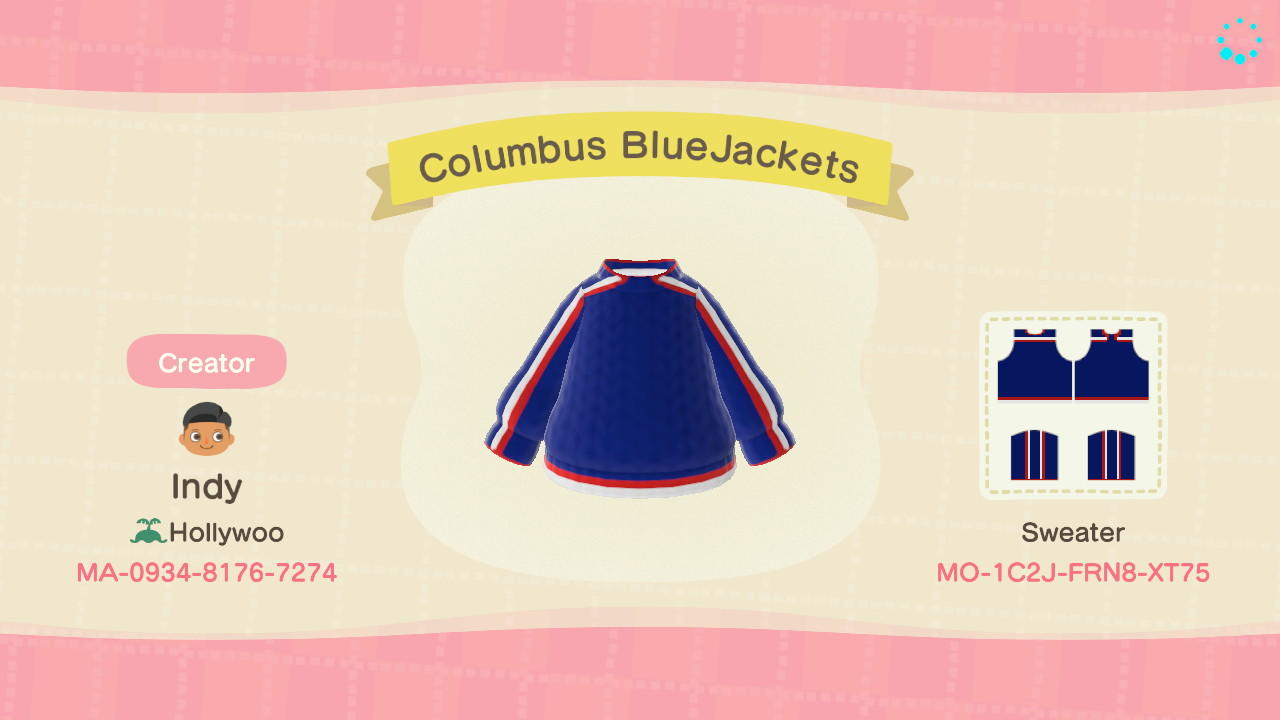 Columbus BlueJackets
Creator
Indy
Hollywoo
MA-0934-8176-7274
Sweater
MO-1C2J-FRN8-XT75